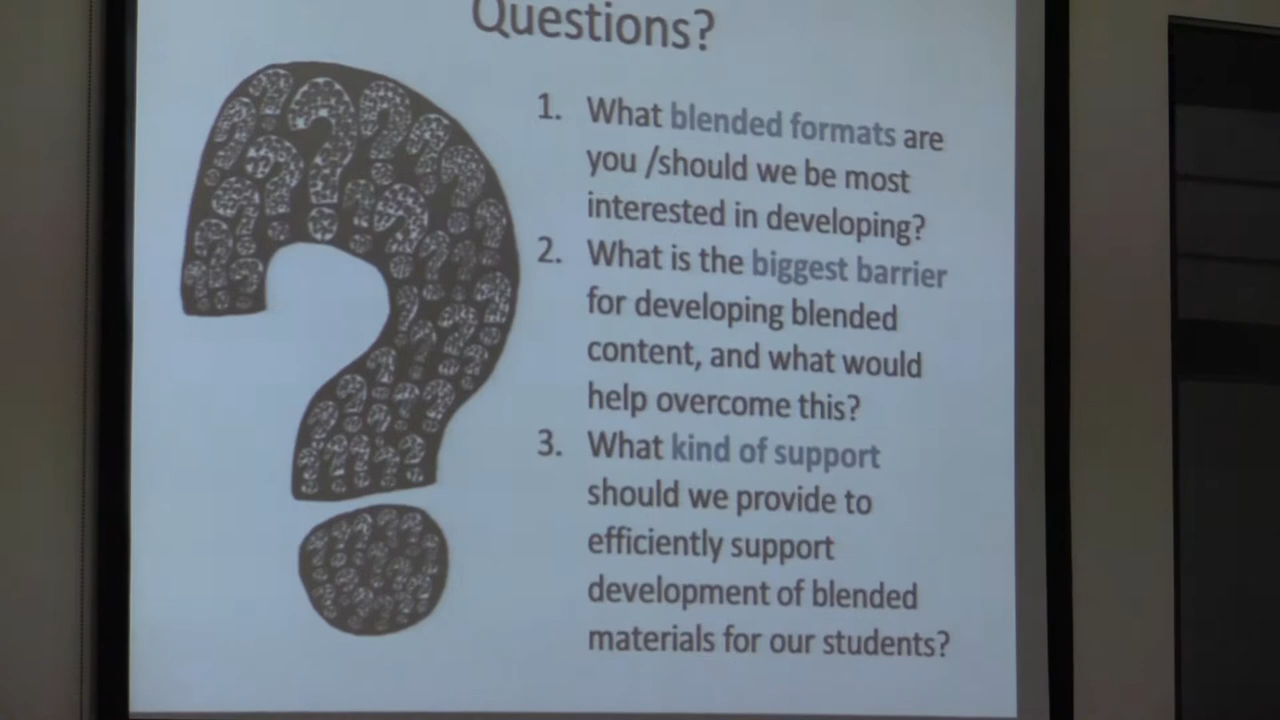 Questions?
1. What blended formats are
you /should we be most
interested in developing?
2. What is the biggest barrier
for developing blended
content, and what would
help overcome this?
3. What kind of support
should we provide to
efficiently support
development of blended
materials for our students?